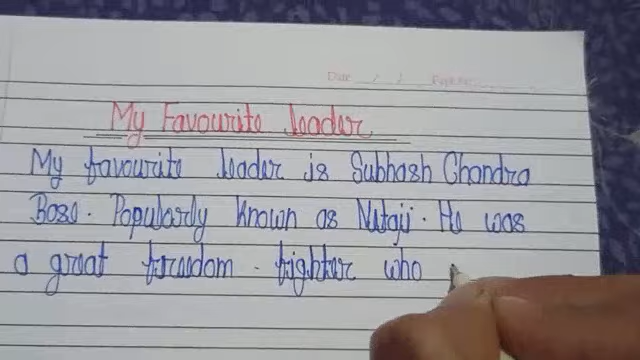 Date / / Page No.
My Favourite leader
My favourite leader is Subhash Chandra
Bose. Popularly known as Netaji. He was
a great freedom. fighter who